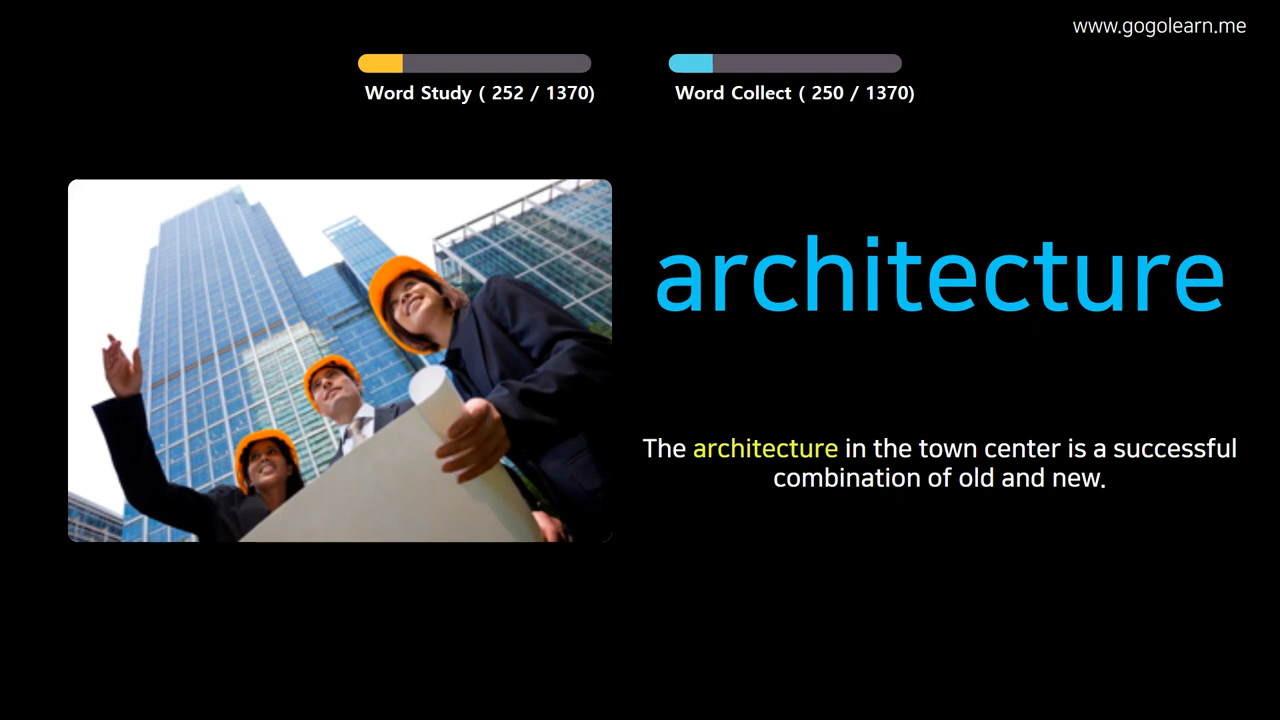 www.gogolearn.me
Word Study ( 252 / 1370)
Word Collect ( 250 / 1370)
architecture
The architecture in the town center is a successful
combination of old and new.